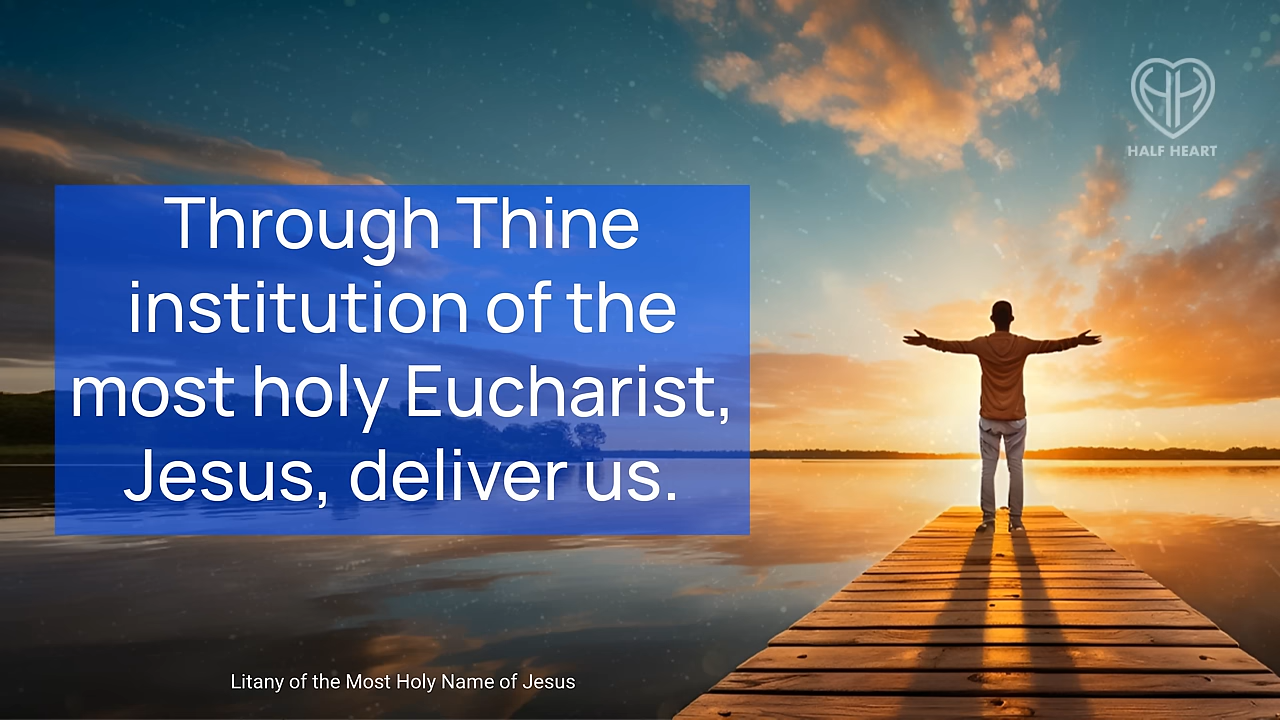 HALF HEART
Through Thine
institution of the
most holy Eucharist,
Jesus, deliver us.
Litany of the Most Holy Name of Jesus